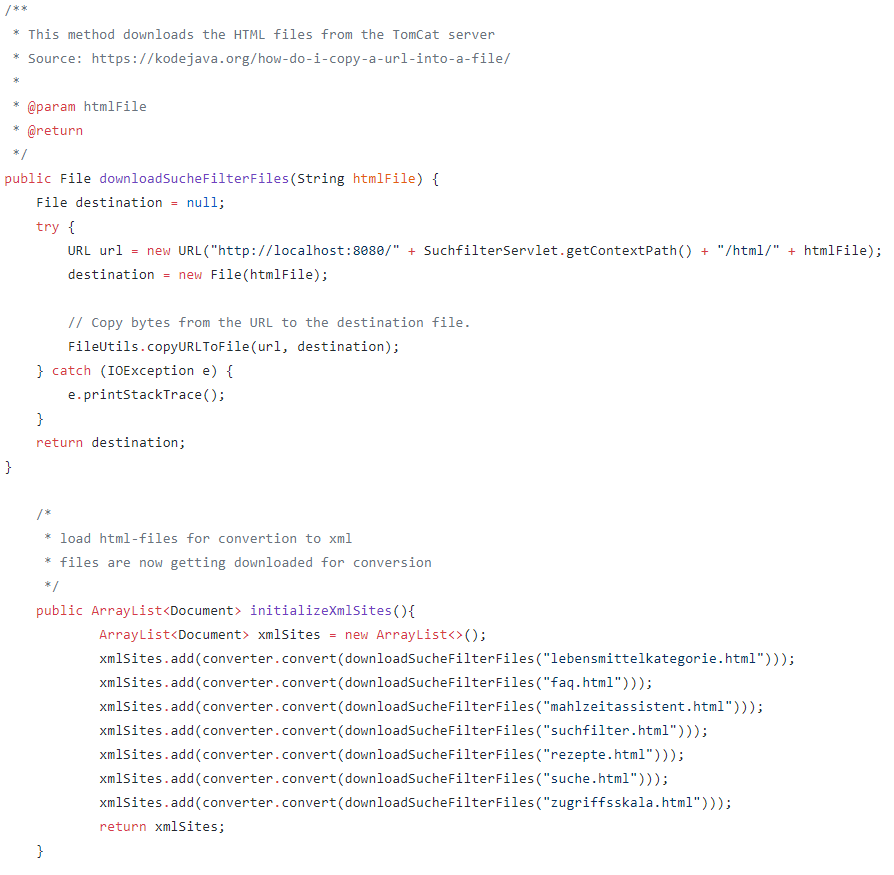 /**
 * This method downloads the HTML files from the TomCat server
 * Source: https://kodejava.org/how-do-i-copy-a-url-into-a-file/
 *
 * @param htmlFile
 * @return
 */
public File downloadSucheFilterFiles(String htmlFile) {
    File destination = null;
    try {
        URL url = new URL("http://localhost:8080/" + SuchfilterServlet.getContextPath() + "/html/" + htmlFile);
        destination = new File(htmlFile);

        // Copy bytes from the URL to the destination file.
        FileUtils.copyURLToFile(url, destination);
    } catch (IOException e) {
        e.printStackTrace();
    }
    return destination;
}

    /*
     * load html-files for convertion to xml
     * files are now getting downloaded for conversion
     */
    public ArrayList<Document> initializeXmlSites(){
            ArrayList<Document> xmlSites = new ArrayList<>();
            xmlSites.add(converter.convert(downloadSucheFilterFiles("lebensmittelkategorie.html")));
            xmlSites.add(converter.convert(downloadSucheFilterFiles("faq.html")));
            xmlSites.add(converter.convert(downloadSucheFilterFiles("mahlzeitassistent.html")));
            xmlSites.add(converter.convert(downloadSucheFilterFiles("suchfilter.html")));
            xmlSites.add(converter.convert(downloadSucheFilterFiles("rezepte.html")));
            xmlSites.add(converter.convert(downloadSucheFilterFiles("suche.html")));
            xmlSites.add(converter.convert(downloadSucheFilterFiles("zugriffsskala.html")));
            return xmlSites;
    }